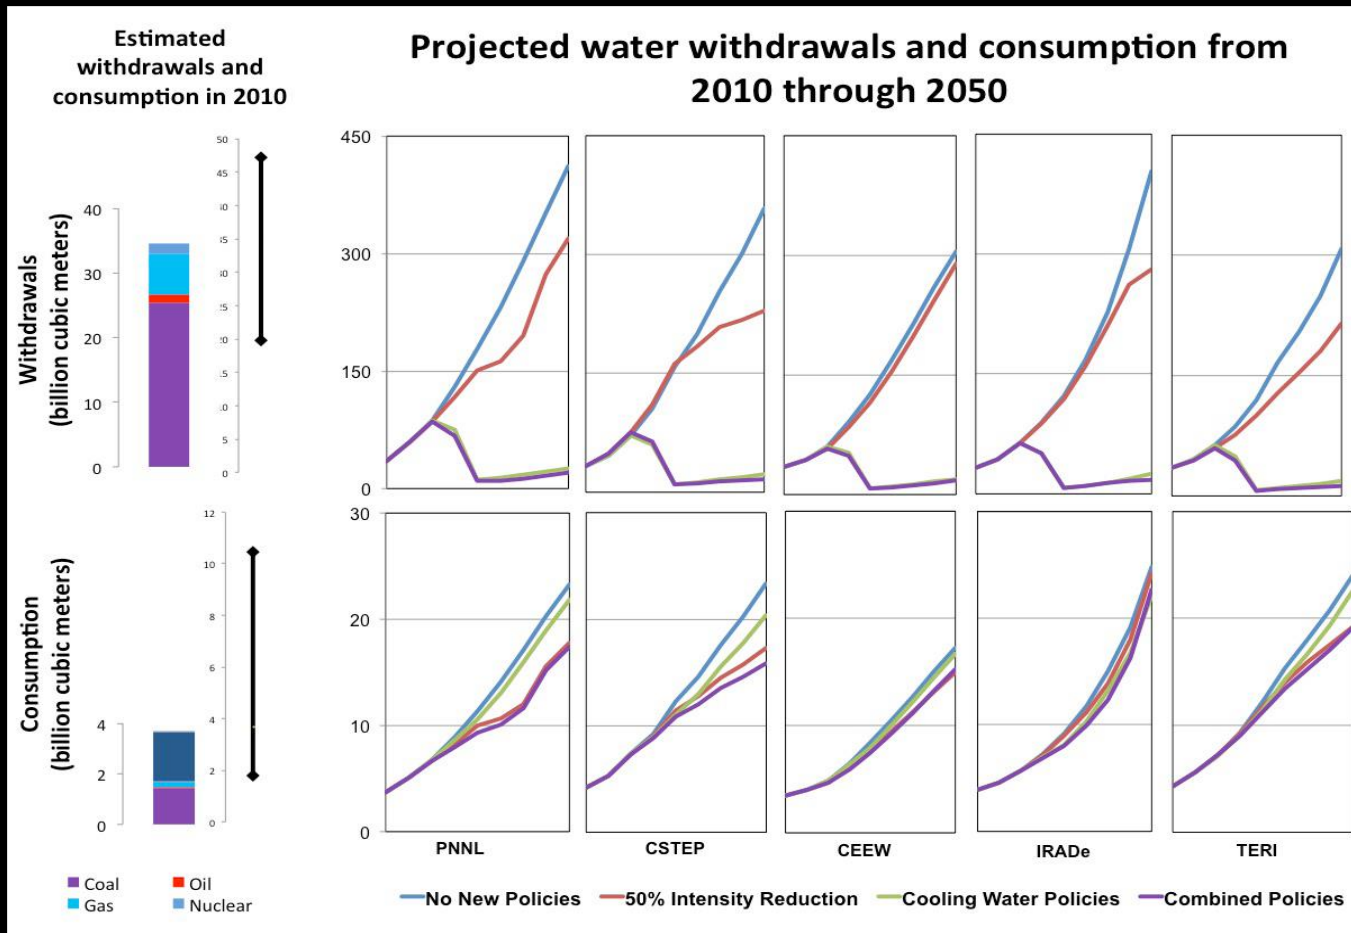 Estimated
withdrawals and
consumption in 2010
Projected water withdrawals and consumption from
2010 through 2050
Withdrawals
(billion cubic meters)
40
30
20
10
0
50
45
15
5
0
450
300
150
0
Consumption
(billion cubic meters)
4
2
0
12
10
8
6
4
2
0
30
20
10
0
PNNL
CSTEP
CEEW
IRADe
TERI
Coal
Oil
Gas
Nuclear
No New Policies
50% Intensity Reduction
Cooling Water Policies
Combined Policies